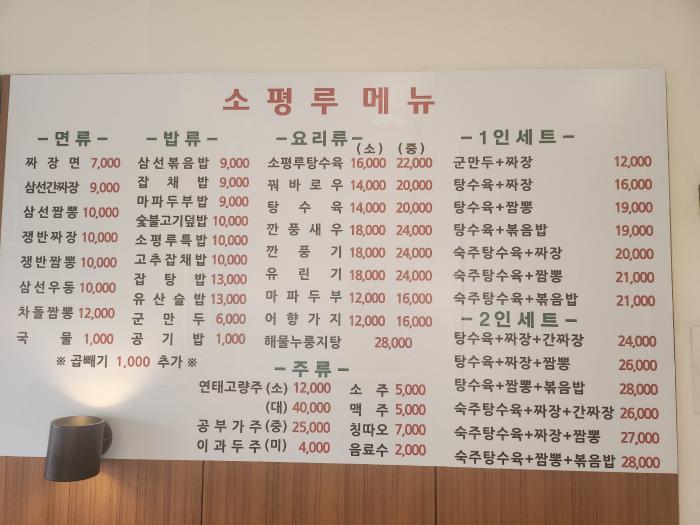 소평루 메뉴
-면류-
짜장면 7,000
삼선간짜장 9,000
삼선짬뽕 10,000
쟁반짜장 10,000
쟁반짬뽕 10,000
삼선우동 10,000
차돌짬뽕 12,000
국물 1,000
※ 곱빼기 1,000 추가 ※
-밥류-
삼선볶음밥 9,000
잡채밥 9,000
마파두부밥 9,000
숯불고기덮밥 10,000
소평루특밥 10,000
고추잡채밥 10,000
잡탕밥 13,000
유산슬밥 13,000
군만두 6,000
공기밥 1,000
-요리류-
(소) (중)
소평루탕수육 16,000 22,000
꿔바로우 14,000 20,000
탕수육 14,000 20,000
깐풍새우 18,000 24,000
깐풍기 18,000 24,000
유린기 18,000 24,000
마파두부 12,000 16,000
어향가지 12,000 16,000
해물누룽지탕 28,000
-주류-
연태고량주 (소) 12,000
(대) 40,000
공부가주 (중) 25,000
이과두주 (미) 4,000
소주 5,000
맥주 5,000
칭따오 7,000
음료수 2,000
-1인세트-
군만두+짜장 12,000
탕수육+짜장 16,000
탕수육+짬뽕 19,000
탕수육+볶음밥 19,000
숙주탕수육+짜장 20,000
숙주탕수육+짬뽕 21,000
숙주탕수육+볶음밥 21,000
-2인세트-
탕수육+짜장+간짜장 24,000
탕수육+짜장+짬뽕 26,000
탕수육+짬뽕+볶음밥 28,000
숙주탕수육+짜장+간짜장 26,000
숙주탕수육+짜장+짬뽕 27,000
숙주탕수육+짬뽕+볶음밥 28,000